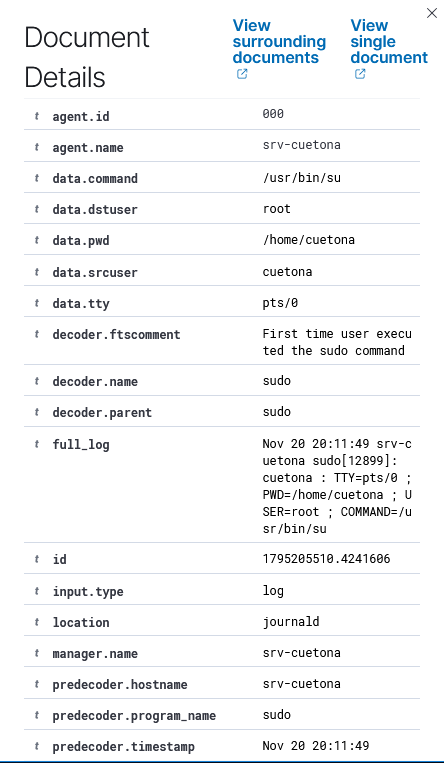 Document Details
View surrounding documents
View single document
t agent.id 000
t agent.name srv-cuetona
t data.command /usr/bin/su
t data.dstuser root
t data.pwd /home/cuetona
t data.srcuser cuetona
t data.tty pts/0
t decoder.ftscomment First time user execu
ted the sudo command
t decoder.name sudo
t decoder.parent sudo
t full_log Nov 20 20:11:49 srv-c
uetona sudo[12899]:
cuetona : TTY=pts/0 ;
PWD=/home/cuetona ; U
SER=root ; COMMAND=/u
sr/bin/su
t id 1795205510.4241606
t input.type log
t location journald
t manager.name srv-cuetona
t predecoder.hostname srv-cuetona
t predecoder.program_name sudo
t predecoder.timestamp Nov 20 20:11:49